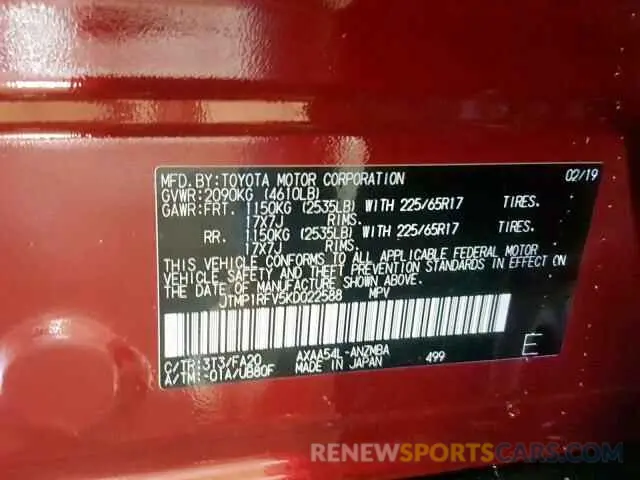 MFD. BY: TOYOTA MOTOR CORPORATION 02/19
GVWR: 2090KG (4610LB)
GAWR: FRT. 1150KG (2535LB) WITH 225/65R17 TIRES.
17X7J RIMS.
RR. 1150KG (2535LB) WITH 225/65R17 TIRES.
17X7J RIMS.
THIS VEHICLE CONFORMS TO ALL APPLICABLE FEDERAL MOTOR
VEHICLE SAFETY AND THEFT PREVENTION STANDARDS IN EFFECT ON
THE DATE OF MANUFACTURE SHOWN ABOVE.
JTMP1RFV5KD022588 MPV
C/TR: 3T3/FA20 AXAA54L-ANZMBA 499 E
A/TM: -01A/UB80F MADE IN JAPAN
RENEWSPORTSCARS.COM